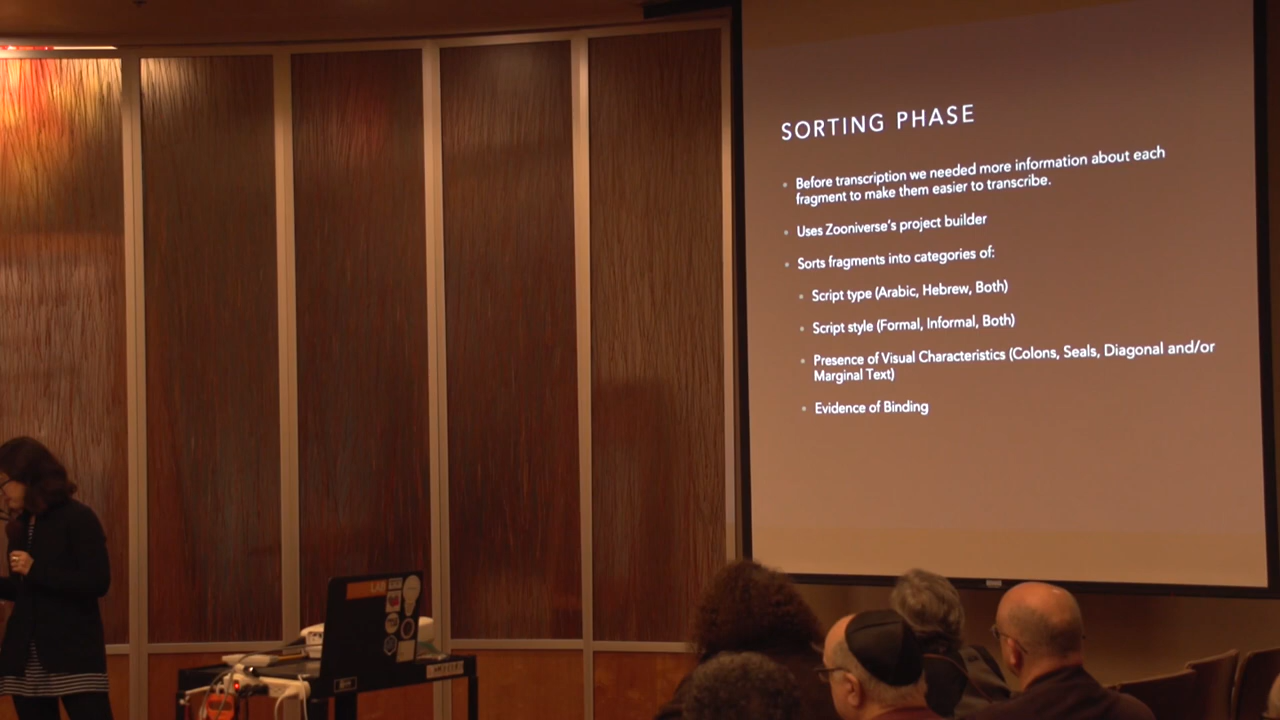 SORTING PHASE
Before transcription we needed more information about each
fragment to make them easier to transcribe.
Uses Zooniverse's project builder
Sorts fragments into categories of:
Script type (Arabic, Hebrew, Both)
Script style (Formal, Informal, Both)
Presence of Visual Characteristics (Colons, Seals, Diagonal and/or
Marginal Text)
Evidence of Binding
LAB